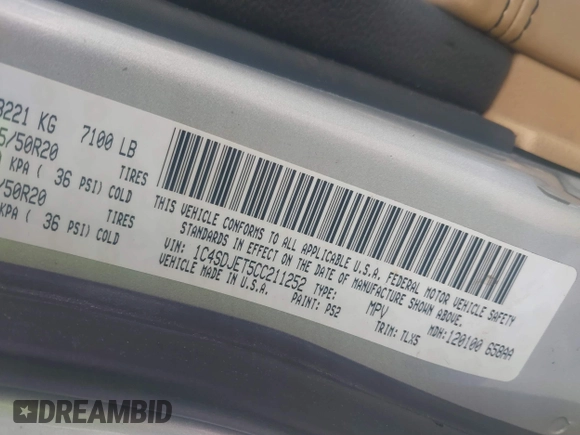 3221 KG 7100 LB
5/50R20 TIRES
KPA ( 36 PSI) COLD
/50R20 TIRES
KPA ( 36 PSI) COLD
THIS VEHICLE CONFORMS TO ALL APPLICABLE U.S.A. FEDERAL MOTOR VEHICLE SAFETY
STANDARDS IN EFFECT ON THE DATE OF MANUFACTURE SHOWN ABOVE.
VIN: 1C4SDJET5CC211252 TYPE: MPV MDH: 120100 658AA
VEHICLE MADE IN U.S.A. PAINT: PS2 TRIM: TLX5
DREAMBID